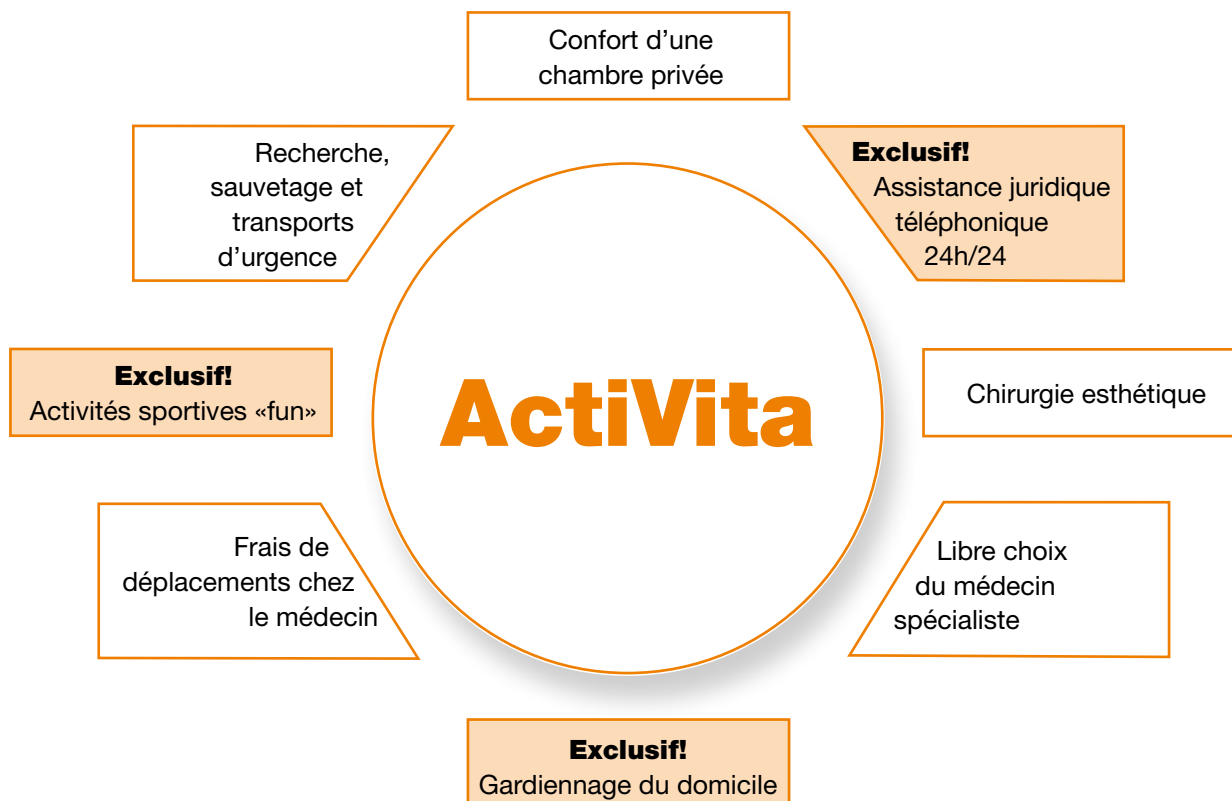 Confort d’une
chambre privée
Recherche,
sauvetage et
transports
d’urgence
Exclusif!
Assistance juridique
téléphonique
24h/24
Exclusif!
Activités sportives «fun»
ActiVita
Chirurgie esthétique
Frais de
déplacements chez
le médecin
Libre choix
du médecin
spécialiste
Exclusif!
Gardiennage du domicile